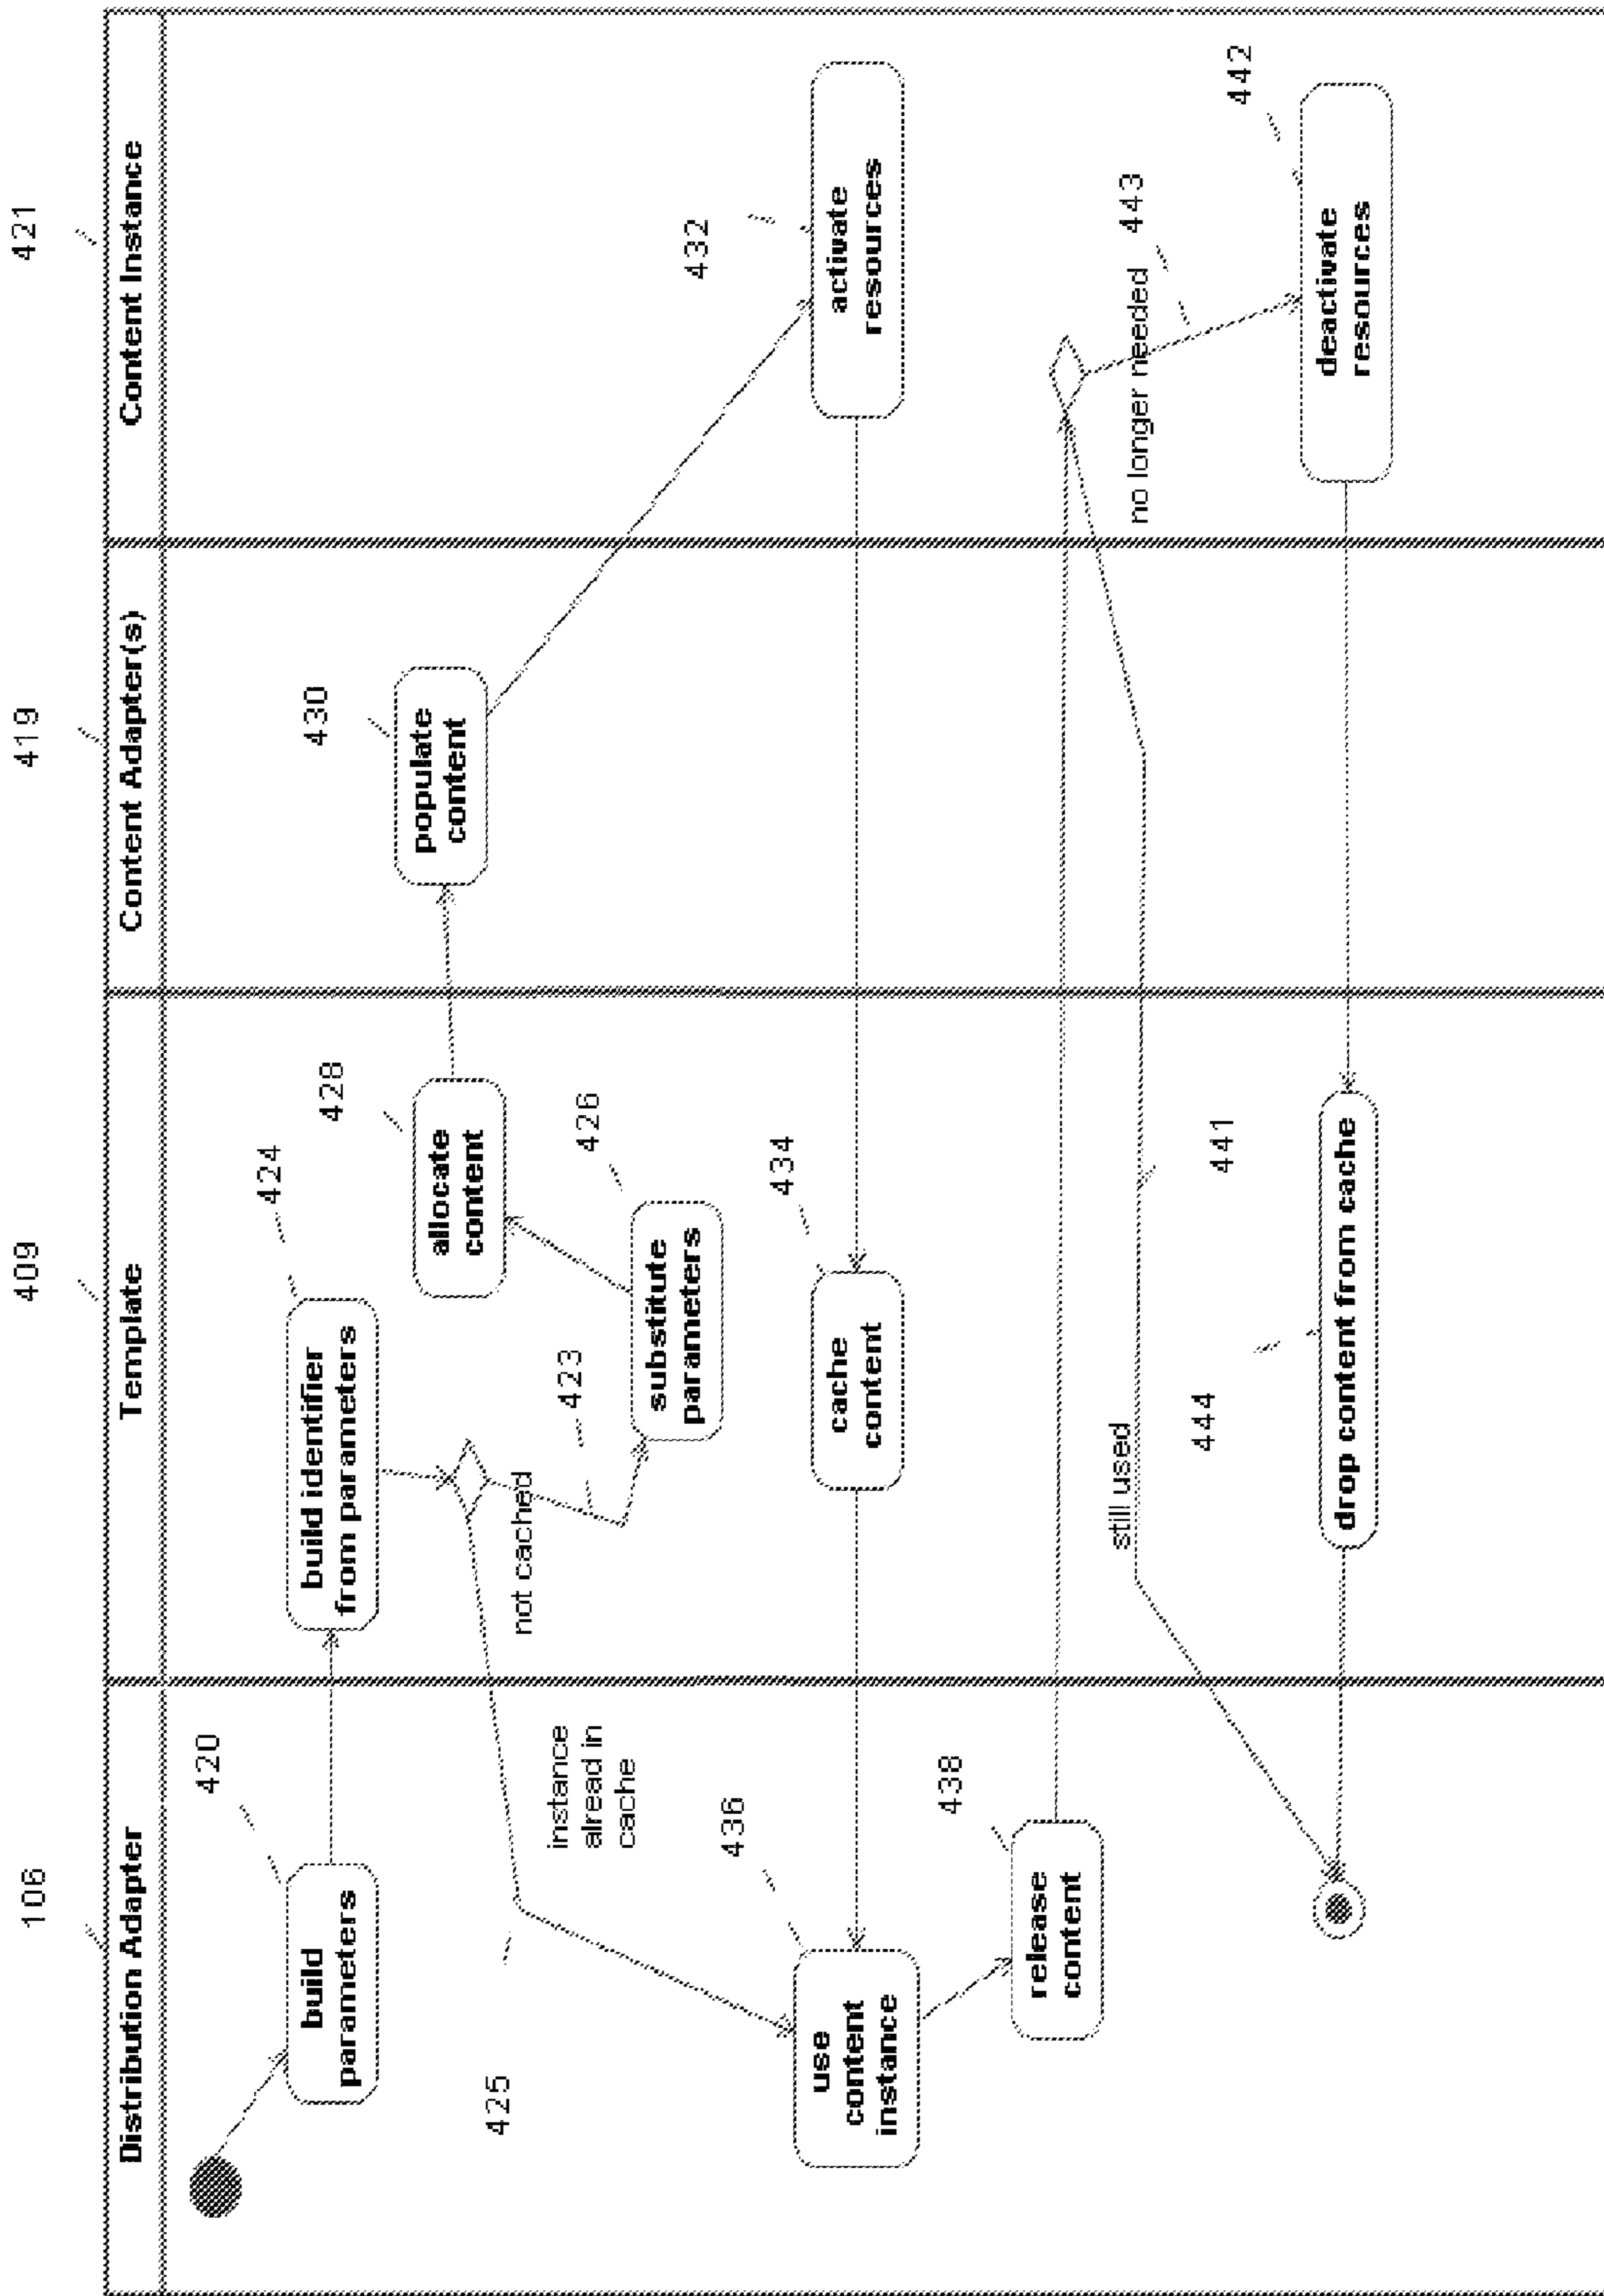 106
409
419
421
Distribution Adapter
Template
Content Adapter(s)
Content Instance
420
build
parameters
424
build identifier
from parameters
428
allocate
content
430
populate
content
not cached
423
426
substitute
parameters
instance
alread in
cache
425
432
activate
resources
434
cache
content
436
use
content
instance
438
release
content
no longer needed
443
still used
441
442
deactivate
resources
444
drop content from cache